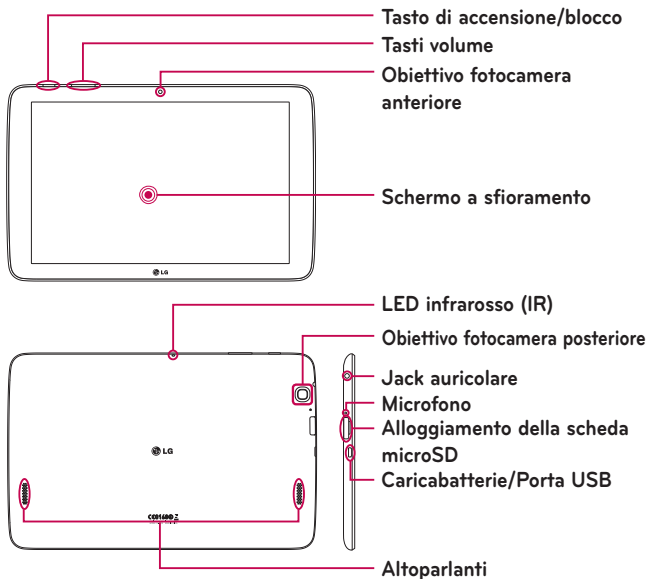 Tasto di accensione/blocco
Tasti volume
Obiettivo fotocamera
anteriore
Schermo a sfioramento
LG
LED infrarosso (IR)
Obiettivo fotocamera posteriore
Jack auricolare
Microfono
Alloggiamento della scheda
microSD
Caricabatterie/Porta USB
LG
Altoparlanti